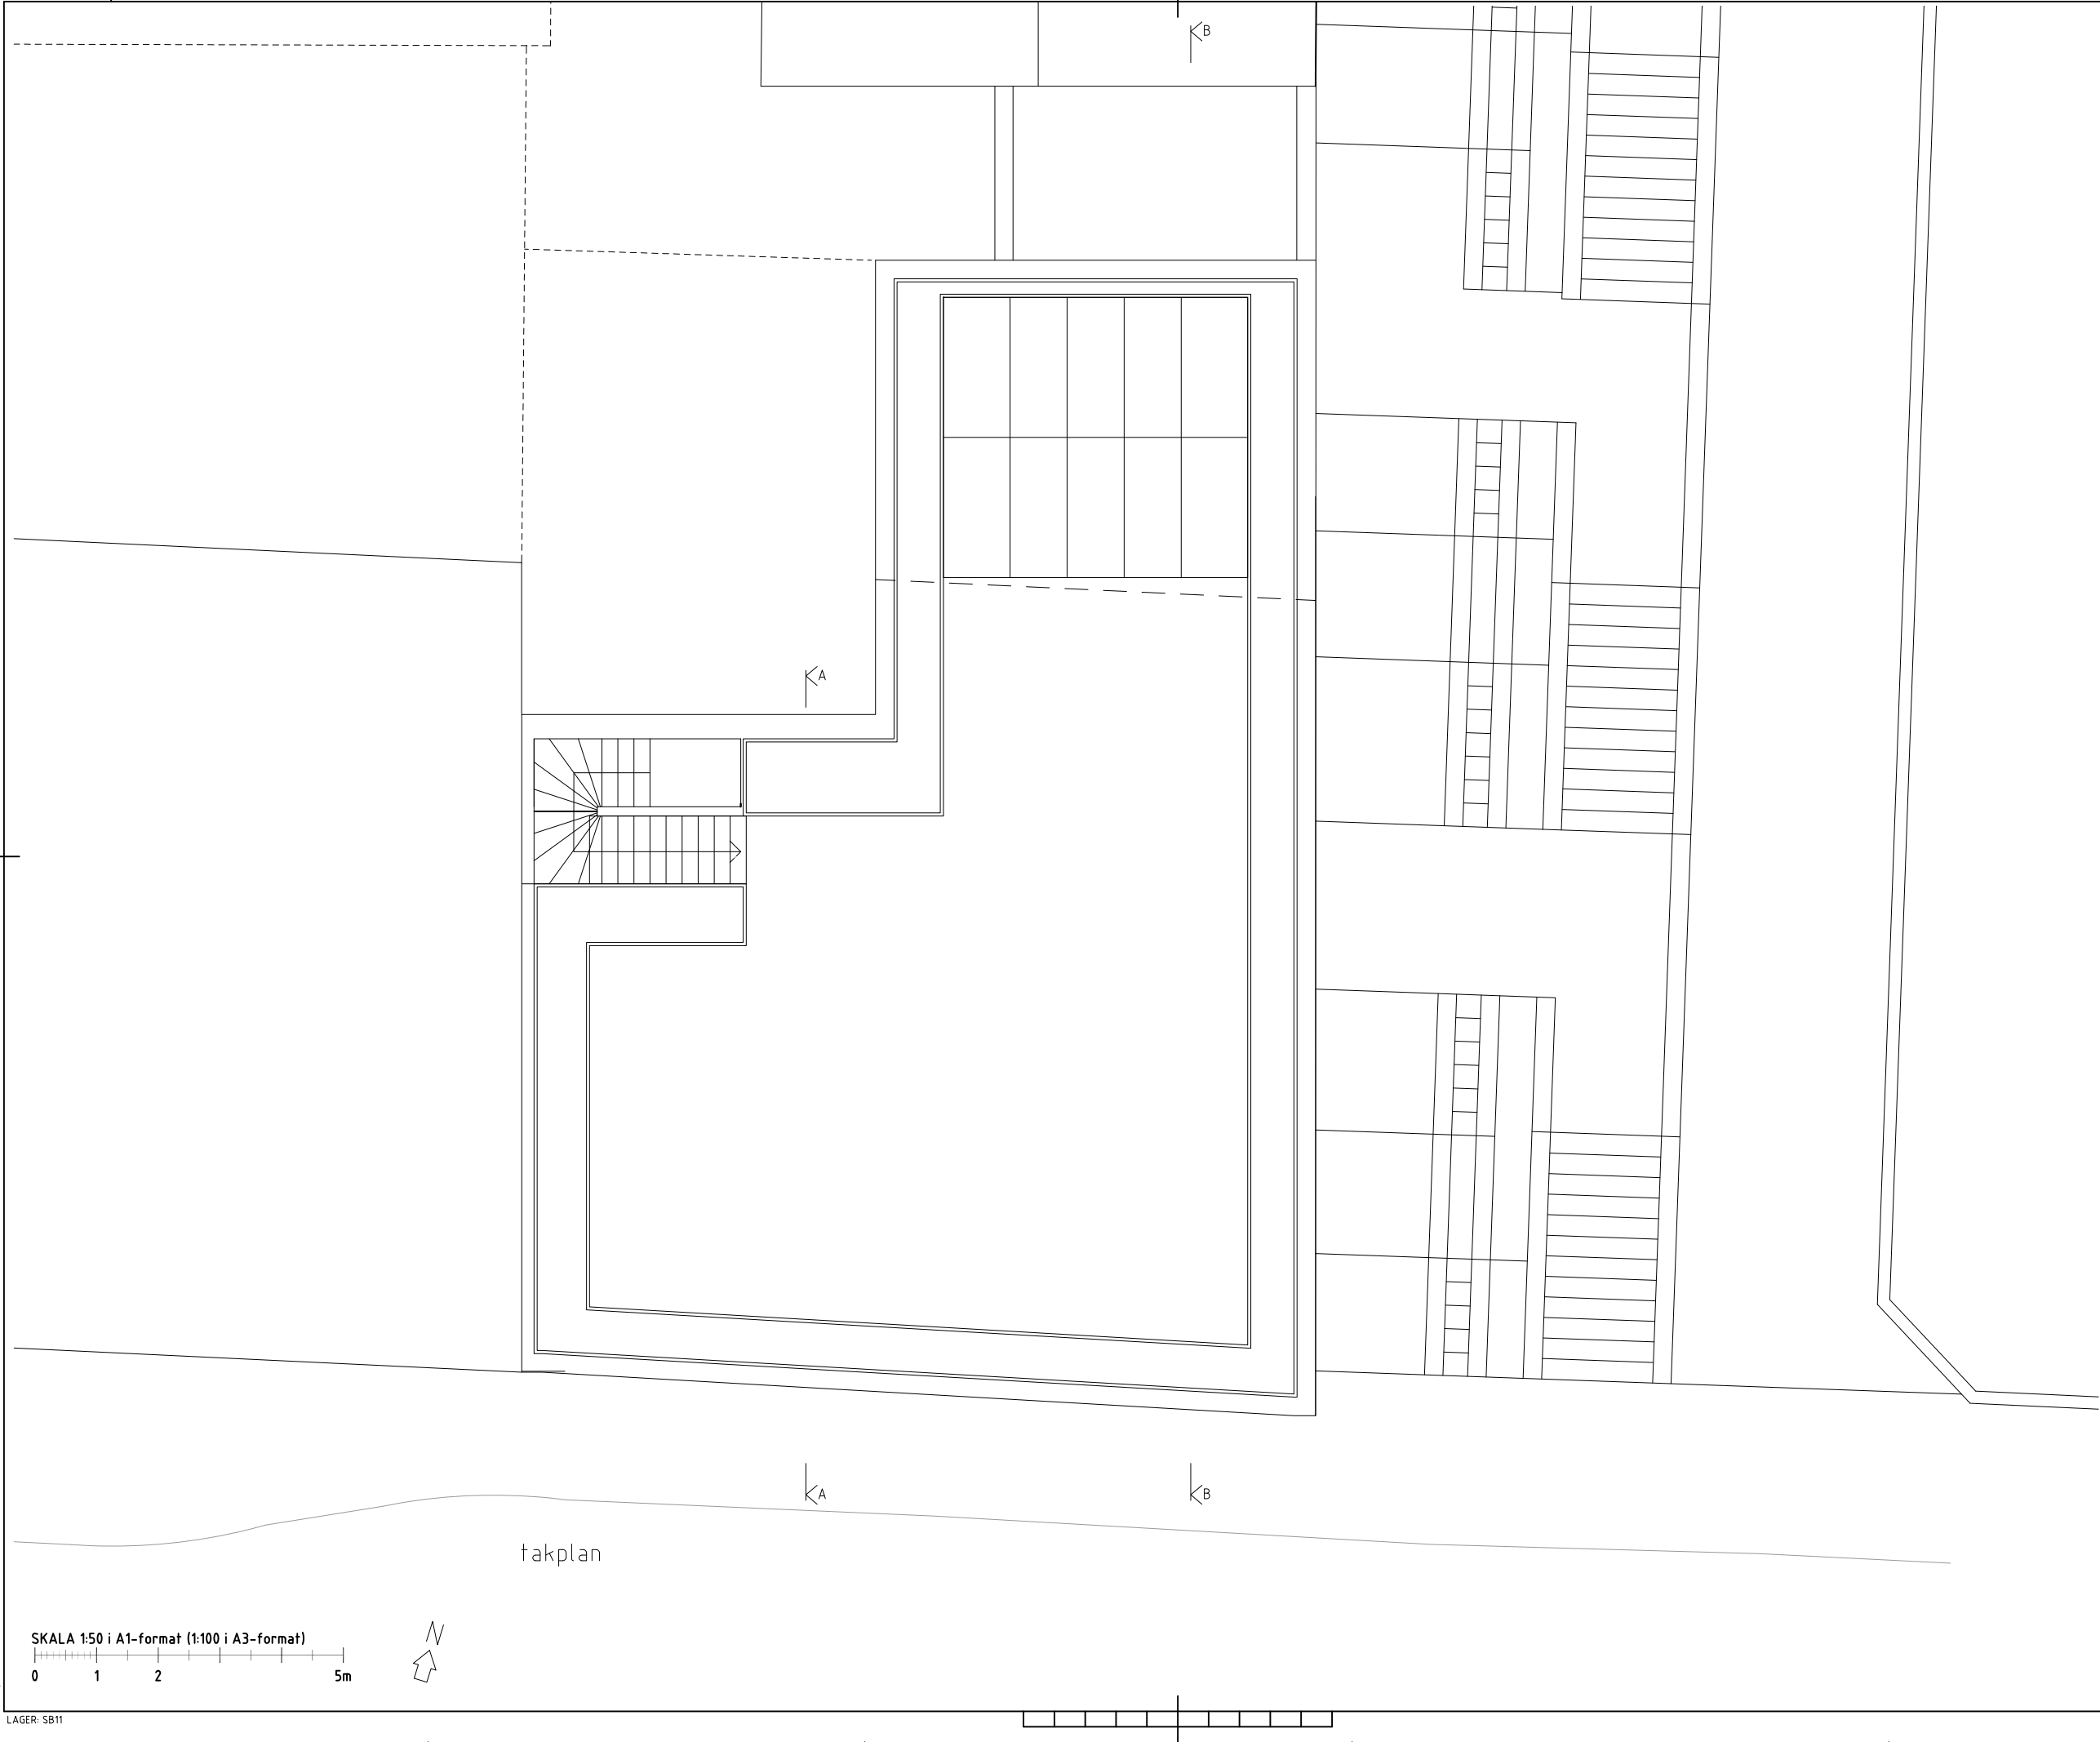 B
A
A
B
takplan
SKALA 1:50 i A1-format (1:100 i A3-format)
N
0 1 2 5m
LAGER: SB11